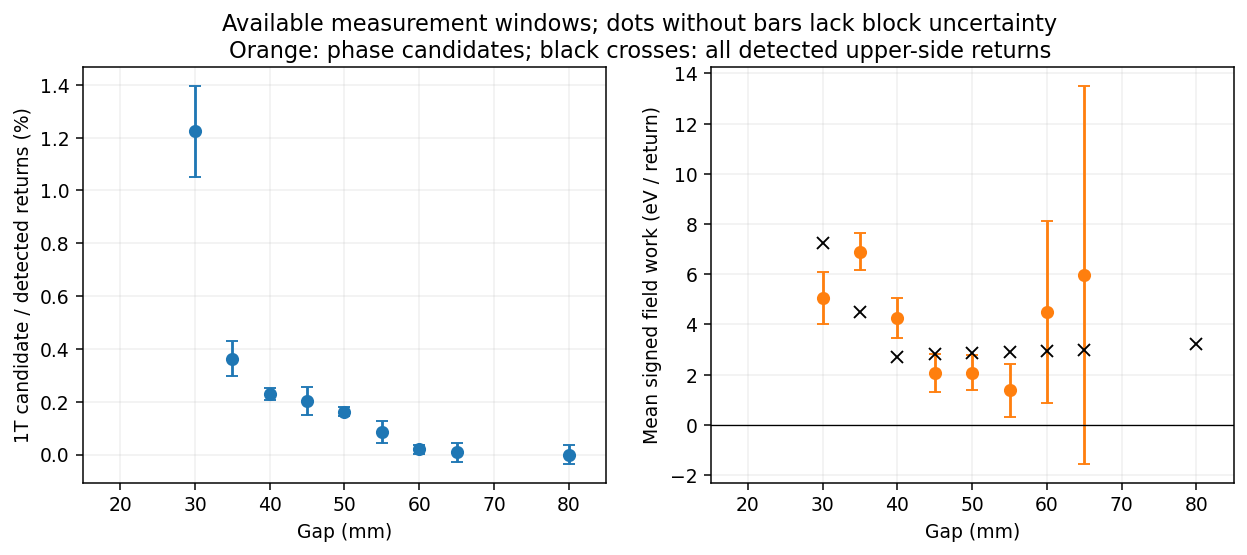 Available measurement windows; dots without bars lack block uncertainty
Orange: phase candidates; black crosses: all detected upper-side returns
1T candidate / detected returns (%)
1.4
1.2
1.0
0.8
0.6
0.4
0.2
0.0
20 30 40 50 60 70 80
Gap (mm)
Mean signed field work (eV / return)
14
12
10
8
6
4
2
0
−2
20 30 40 50 60 70 80
Gap (mm)